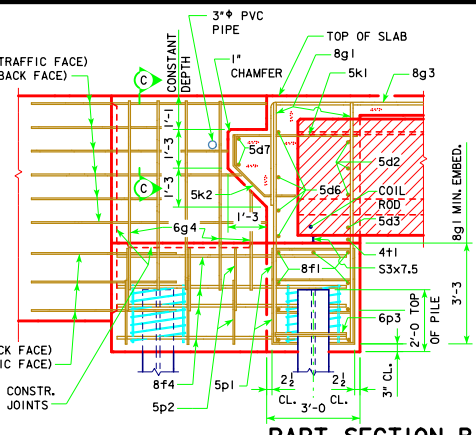 3"ϕ PVC
PIPE
TOP OF SLAB
8g1
5k1
8g3
TRAFFIC FACE)
BACK FACE)
C
CONSTANT
DEPTH
1"
CHAMFER
1'-1
1'-3
1'-3
C
5d7
5k2
1'-3
6g4
5d2
5d6
COIL
ROD
5d3
8g1 MIN. EMBED.
4t1
8f1
S3x7.5
3'-3
6p3
2'-0 TOP
OF PILE
CK FACE)
IC FACE)
CONSTR.
JOINTS
8f4
5p1
5p2
2½
CL.
2½
CL.
3" CL.
3'-0
PART SECTION B